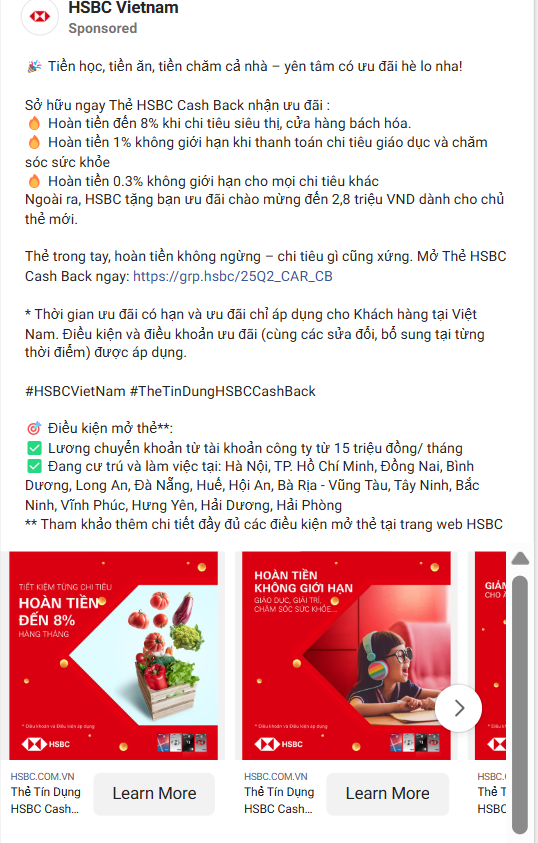 HSBC Vietnam
Sponsored
🎉 Tiền học, tiền ăn, tiền chăm cả nhà – yên tâm có ưu đãi hè lo nha!
Sở hữu ngay Thẻ HSBC Cash Back nhận ưu đãi :
🔥 Hoàn tiền đến 8% khi chi tiêu siêu thị, cửa hàng bách hóa.
🔥 Hoàn tiền 1% không giới hạn khi thanh toán chi tiêu giáo dục và chăm
sóc sức khỏe
🔥 Hoàn tiền 0.3% không giới hạn cho mọi chi tiêu khác
Ngoài ra, HSBC tặng bạn ưu đãi chào mừng đến 2,8 triệu VND dành cho chủ
thẻ mới.
Thẻ trong tay, hoàn tiền không ngừng – chi tiêu gì cũng xứng. Mở Thẻ HSBC
Cash Back ngay: https://grp.hsbc/25Q2_CAR_CB
* Thời gian ưu đãi có hạn và ưu đãi chỉ áp dụng cho Khách hàng tại Việt
Nam. Điều kiện và điều khoản ưu đãi (cùng các sửa đổi, bổ sung tại từng
thời điểm) được áp dụng.
#HSBCVietNam #TheTinDungHSBCCashBack
🎯 Điều kiện mở thẻ**:
✅ Lương chuyển khoản từ tài khoản công ty từ 15 triệu đồng/ tháng
✅ Đang cư trú và làm việc tại: Hà Nội, TP. Hồ Chí Minh, Đồng Nai, Bình
Dương, Long An, Đà Nẵng, Huế, Hội An, Bà Rịa - Vũng Tàu, Tây Ninh, Bắc
Ninh, Vĩnh Phúc, Hưng Yên, Hải Dương, Hải Phòng
** Tham khảo thêm chi tiết đầy đủ các điều kiện mở thẻ tại trang web HSBC
TIẾT KIỆM TỪNG CHI TIÊU
HOÀN TIỀN
ĐẾN 8%
HÀNG THÁNG
* Điều khoản và Điều kiện áp dụng
HSBC
HSBC.COM.VN
Thẻ Tín Dụng
HSBC Cash...
Learn More
HOÀN TIỀN
KHÔNG GIỚI HẠN
GIÁO DỤC, GIẢI TRÍ,
CHĂM SÓC SỨC KHỎE...
* Điều khoản và Điều kiện áp dụng
HSBC
HSBC.COM.VN
Thẻ Tín Dụng
HSBC Cash...
Learn More
GIẢM
CHO
HSBC.
Thẻ T
HSBC